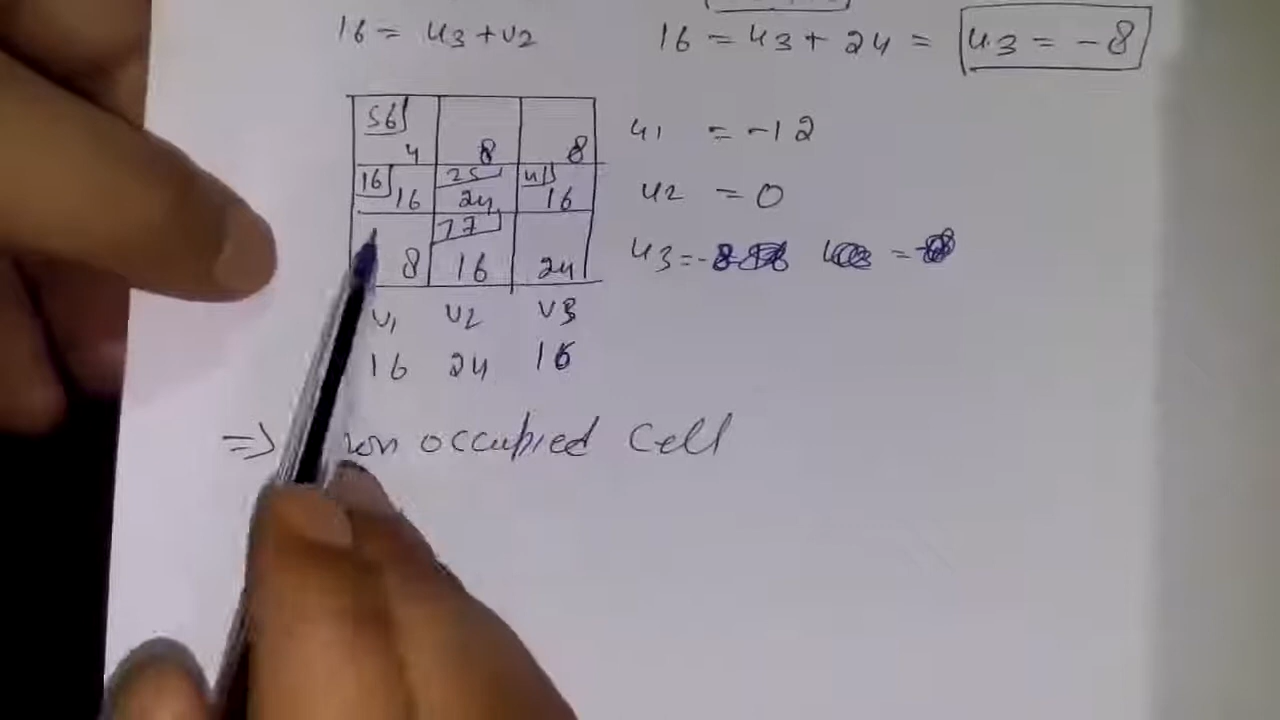 16 = u3+v2
16 = u3 + 24 = u3 = -8
56
4 8 8 u1 = -12
16 25 41
16 24 16 u2 = 0
77
8 16 24 u3 = -8
v1 v2 v3
16 24 16
=> non occupied Cell